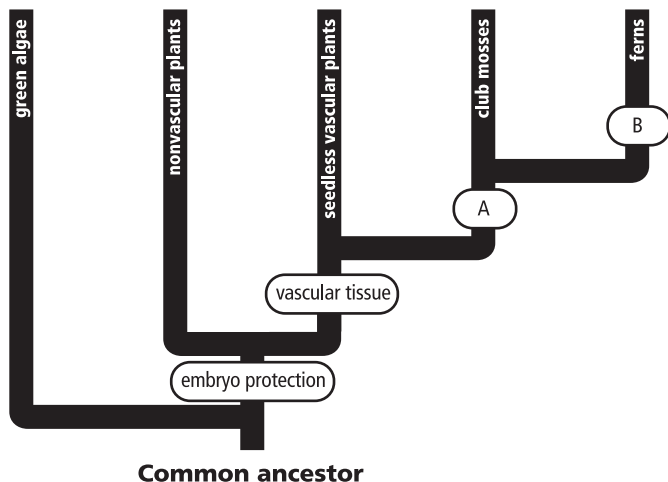 green algae
nonvascular plants
seedless vascular plants
club mosses
ferns
B
A
vascular tissue
embryo protection
Common ancestor